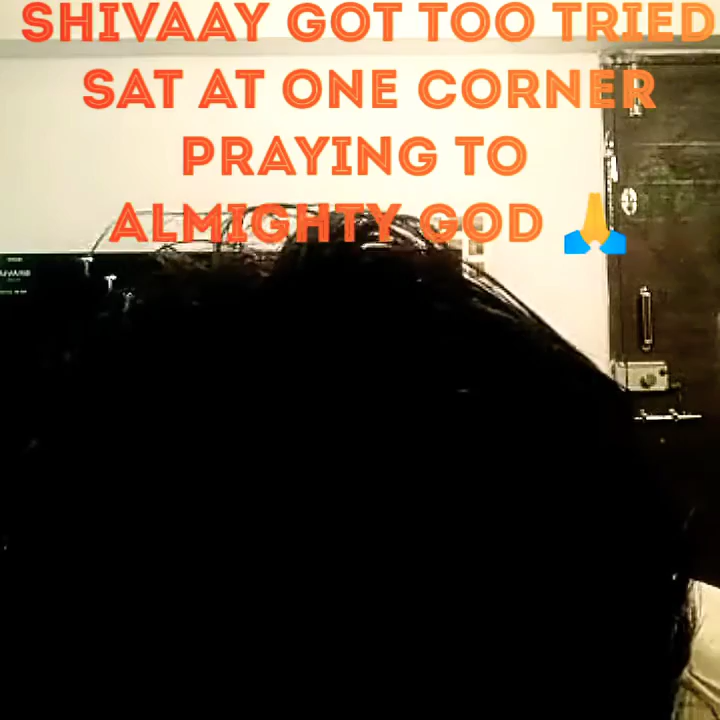 SHIVAAY GOT TOO TRIED
SAT AT ONE CORNER
PRAYING TO
ALMIGHTY GOD 🙏